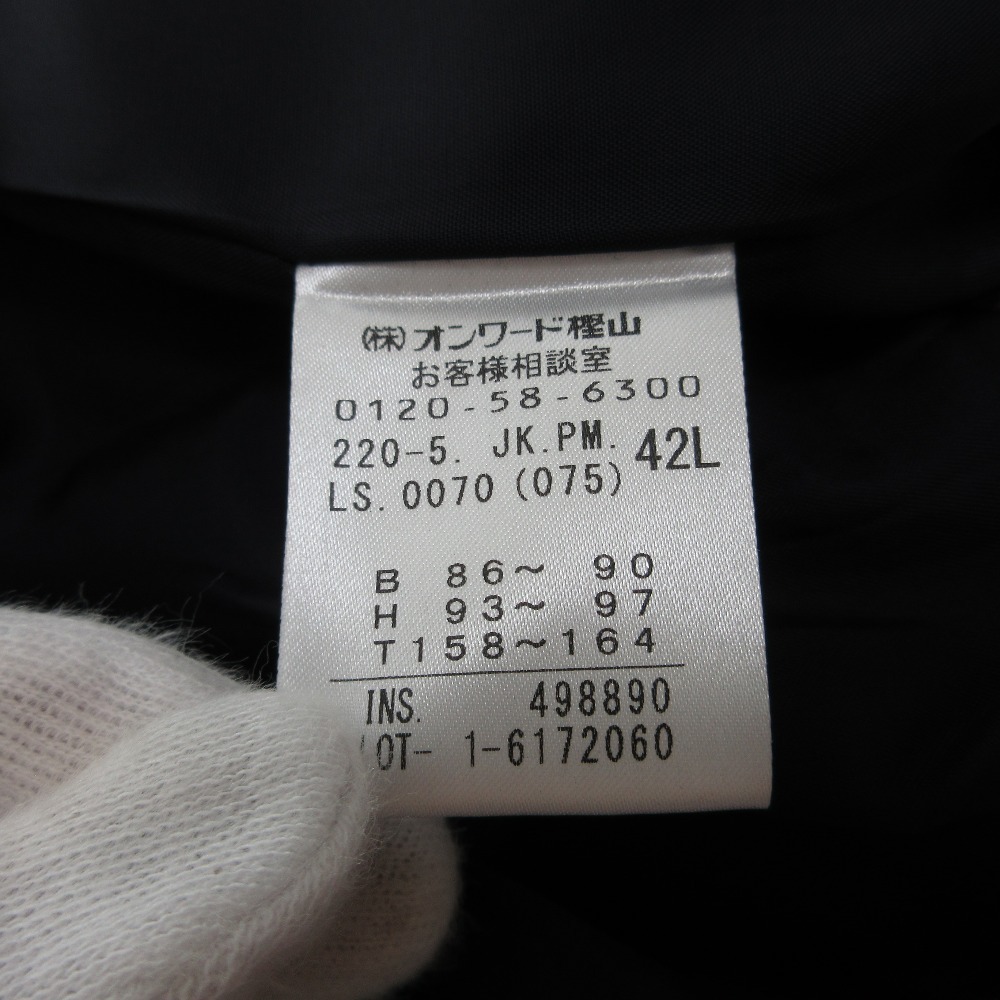 (株)オンワード樫山
お客様相談室
0120-58-6300
220-5. JK.PM. 42L
LS.0070(075)
B 86~ 90
H 93~ 97
T158~164
INS. 498890
LOT- 1-6172060